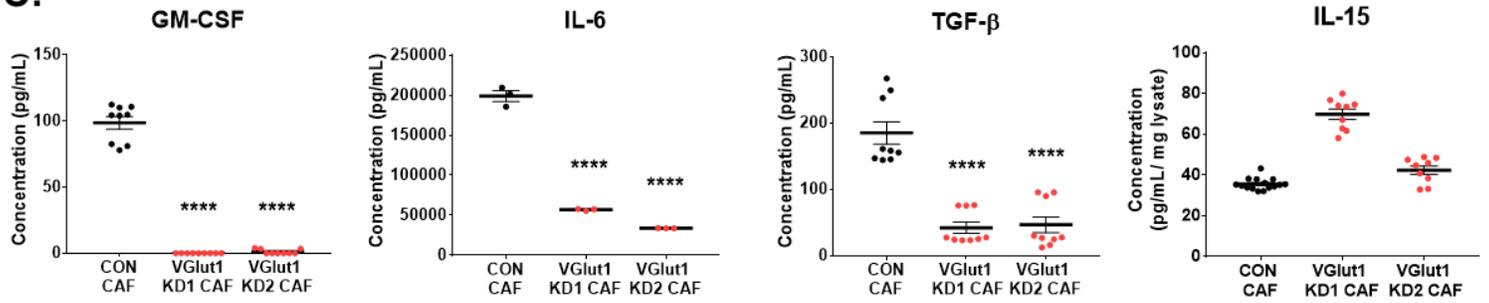 GM-CSF
Concentration (pg/mL)
150
100
50
0
****
****
CON
CAF
VGlut1
KD1 CAF
VGlut1
KD2 CAF
IL-6
Concentration (pg/mL)
250000
200000
150000
100000
50000
0
****
****
CON
CAF
VGlut1
KD1 CAF
VGlut1
KD2 CAF
TGF-β
Concentration (pg/mL)
300
200
100
0
****
****
CON
CAF
VGlut1
KD1 CAF
VGlut1
KD2 CAF
IL-15
Concentration
(pg/mL/ mg lysate)
100
80
60
40
20
0
CON
CAF
VGlut1
KD1 CAF
VGlut1
KD2 CAF